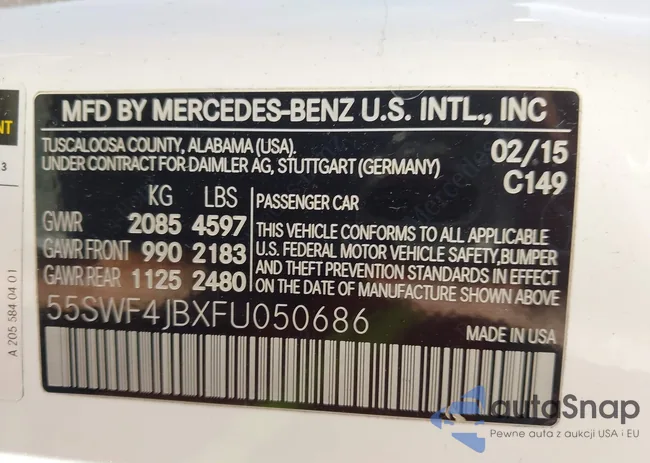 MFD BY MERCEDES-BENZ U.S. INTL., INC
TUSCALOOSA COUNTY, ALABAMA (USA).
UNDER CONTRACT FOR DAIMLER AG, STUTTGART (GERMANY)
02/15
C149
KG LBS
GVWR 2085 4597
GAWR FRONT 990 2183
GAWR REAR 1125 2480
PASSENGER CAR
THIS VEHICLE CONFORMS TO ALL APPLICABLE
U.S. FEDERAL MOTOR VEHICLE SAFETY, BUMPER
AND THEFT PREVENTION STANDARDS IN EFFECT
ON THE DATE OF MANUFACTURE SHOWN ABOVE.
55SWF4JBXFU050686
MADE IN USA
A 205 584 04 01
NT
3
autoSnap
Pewne auta z aukcji USA i EU